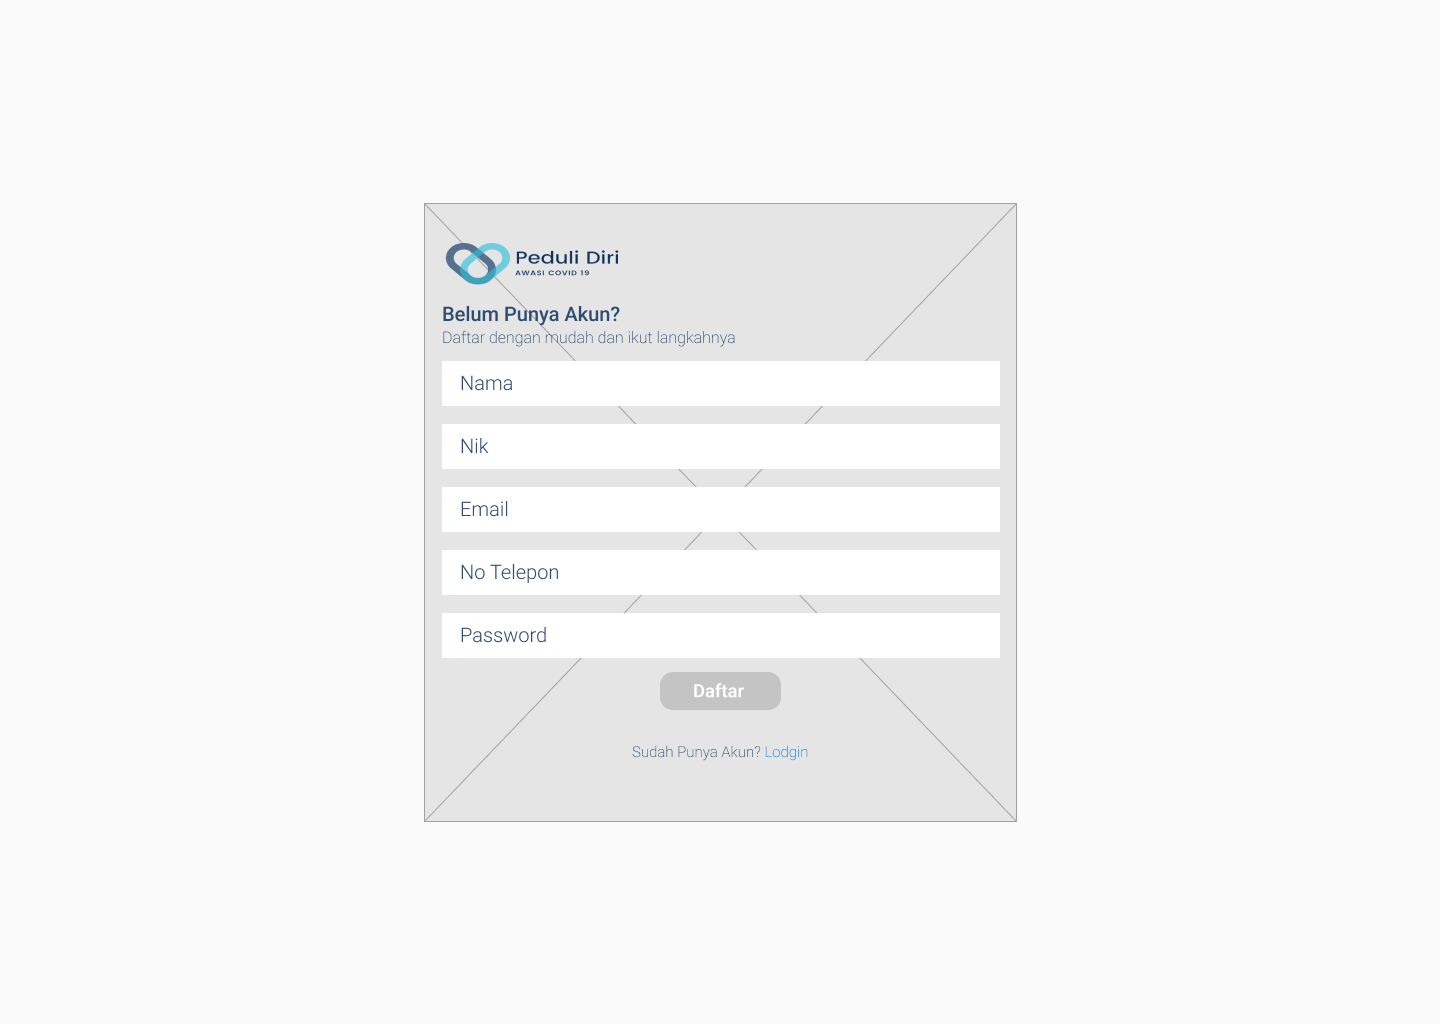 Peduli Diri
AWASI COVID 19
Belum Punya Akun?
Daftar dengan mudah dan ikut langkahnya
Nama
Nik
Email
No Telepon
Password
Daftar
Sudah Punya Akun? Lodgin